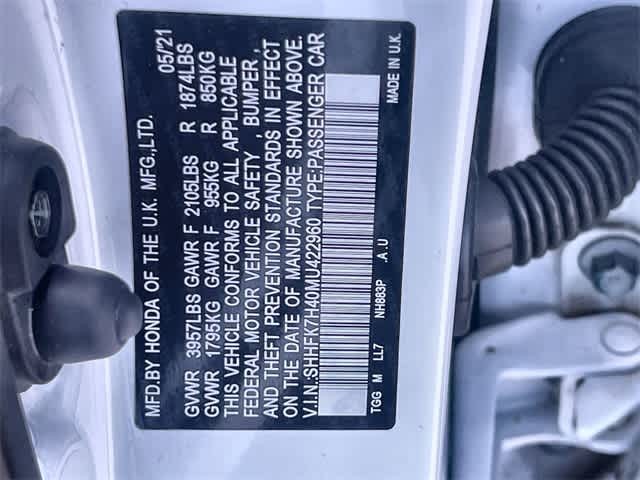 MFD.BY HONDA OF THE U.K. MFG.,LTD. 05/21
GVWR 3957LBS GAWR F 2105LBS R 1874LBS
GVWR 1795KG GAWR F 955KG R 850KG
THIS VEHICLE CONFORMS TO ALL APPLICABLE
FEDERAL MOTOR VEHICLE SAFETY , BUMPER ,
AND THEFT PREVENTION STANDARDS IN EFFECT
ON THE DATE OF MANUFACTURE SHOWN ABOVE.
V.I.N.:SHHFK7H40MU422960 TYPE:PASSENGER CAR
TGG M LL7 NH883P .A.U MADE IN U.K.